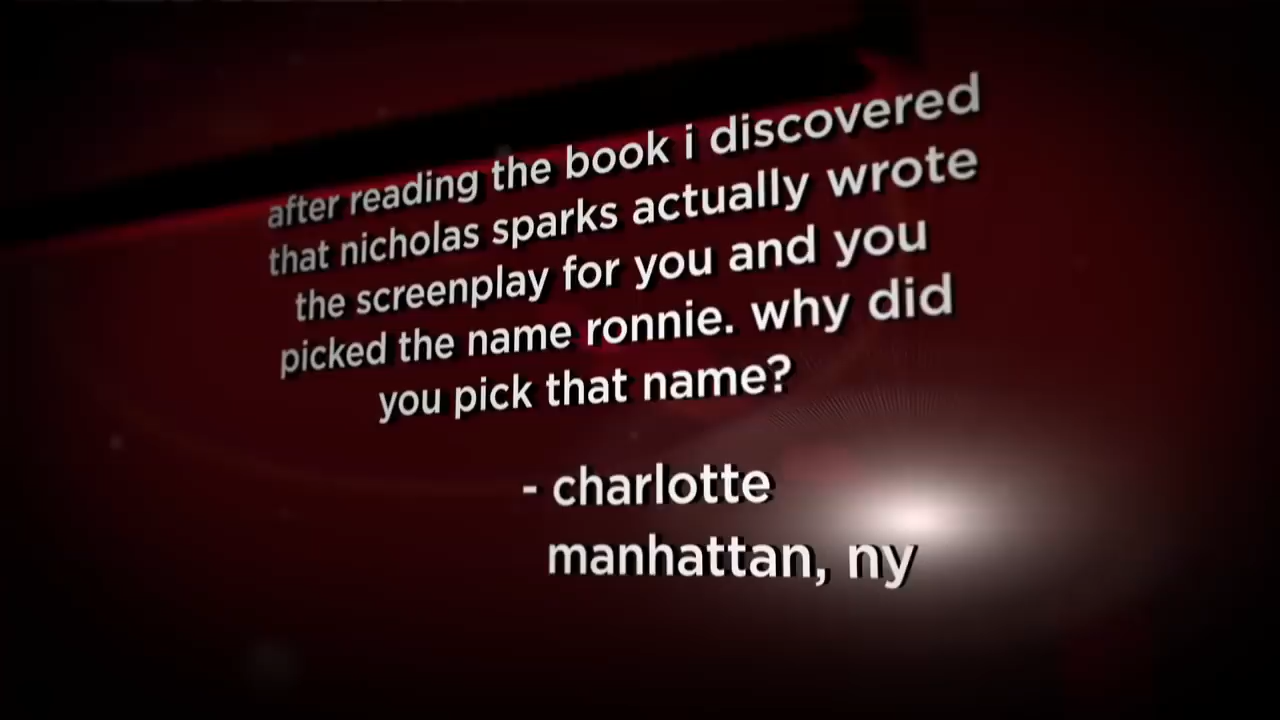 after reading the book i discovered
that nicholas sparks actually wrote
the screenplay for you and you
picked the name ronnie. why did
you pick that name?
- charlotte
manhattan, ny